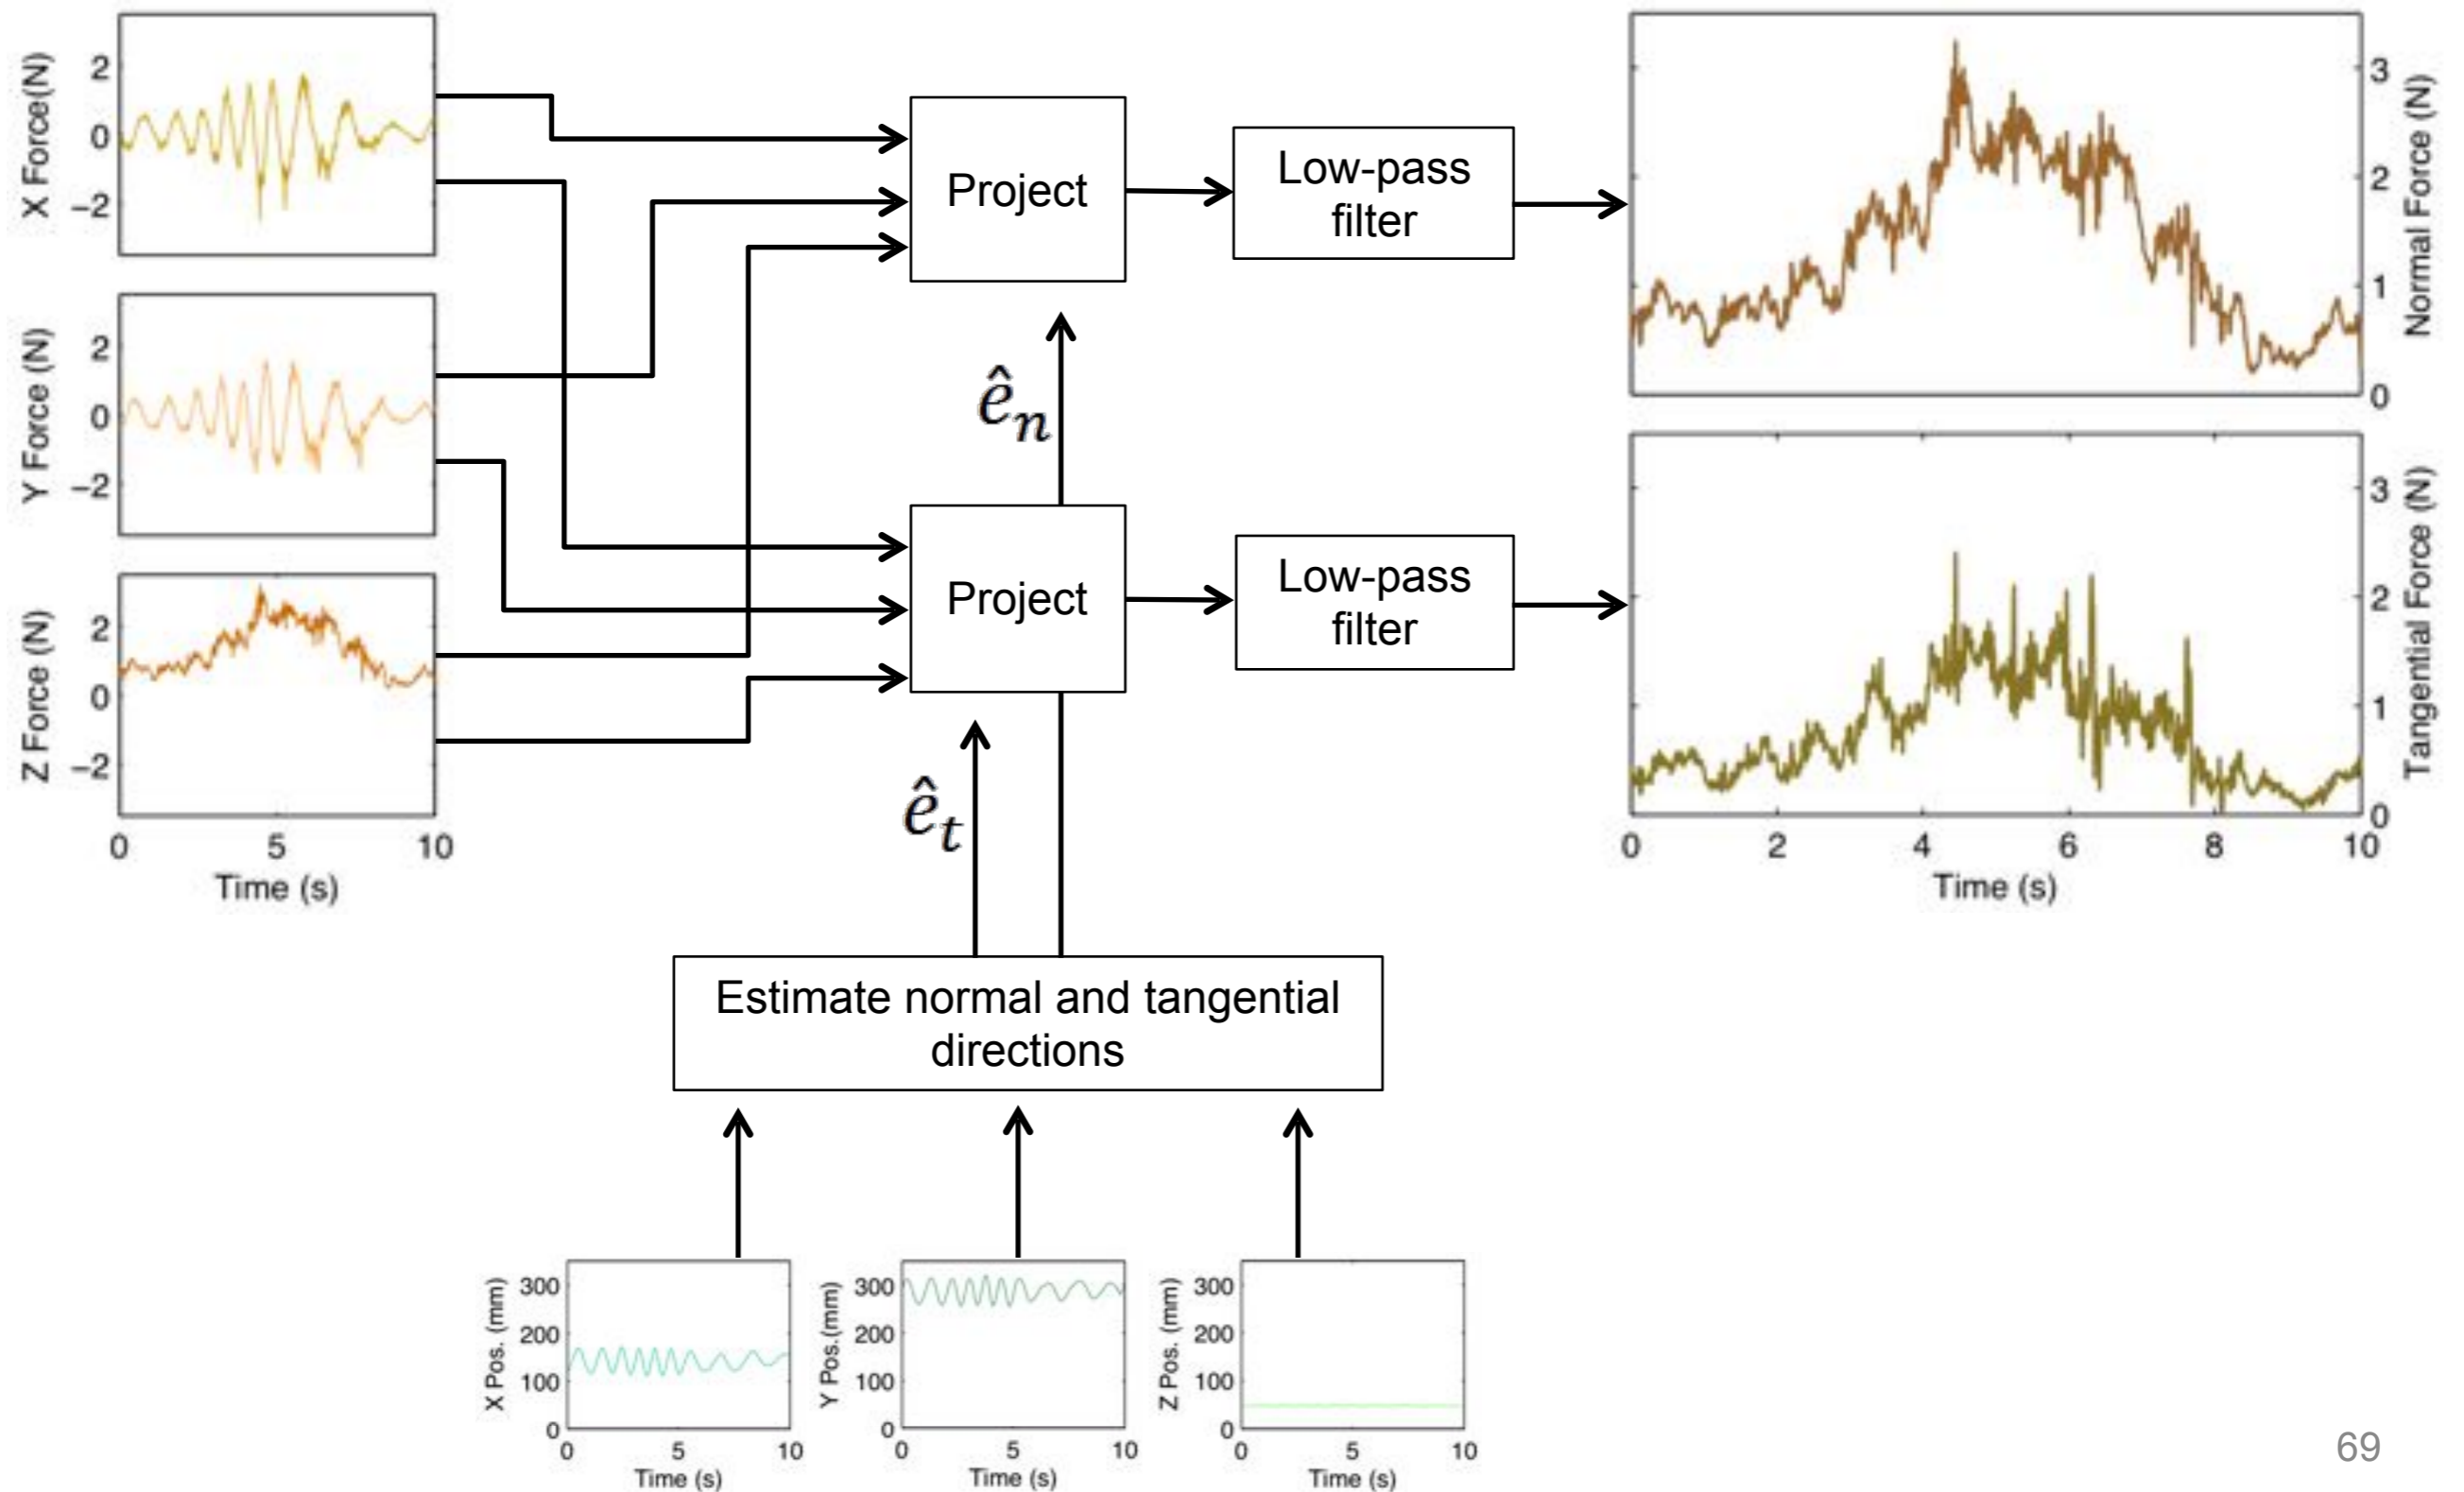 X Force(N)
2
0
−2
Y Force (N)
2
0
−2
Z Force (N)
2
0
−2
0 5 10
Time (s)
Project
Low-pass
filter
ê_n
Project
Low-pass
filter
ê_t
Estimate normal and tangential
directions
3
2
1
0
Normal Force (N)
3
2
1
0
Tangential Force (N)
0 2 4 6 8 10
Time (s)
X Pos. (mm)
300
200
100
0
0 5 10
Time (s)
Y Pos.(mm)
300
200
100
0
0 5 10
Time (s)
Z Pos. (mm)
300
200
100
0
0 5 10
Time (s)
69